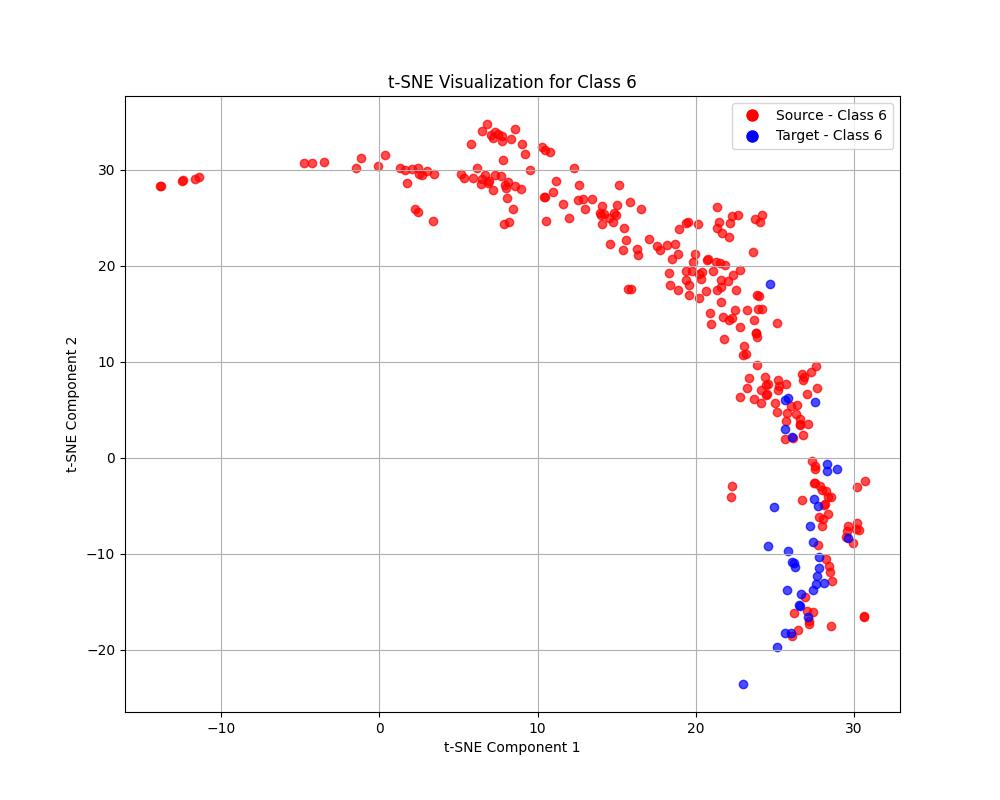 t-SNE Visualization for Class 6
Source - Class 6
Target - Class 6
t-SNE Component 2
30
20
10
0
−10
−20
−10
0
10
20
30
t-SNE Component 1